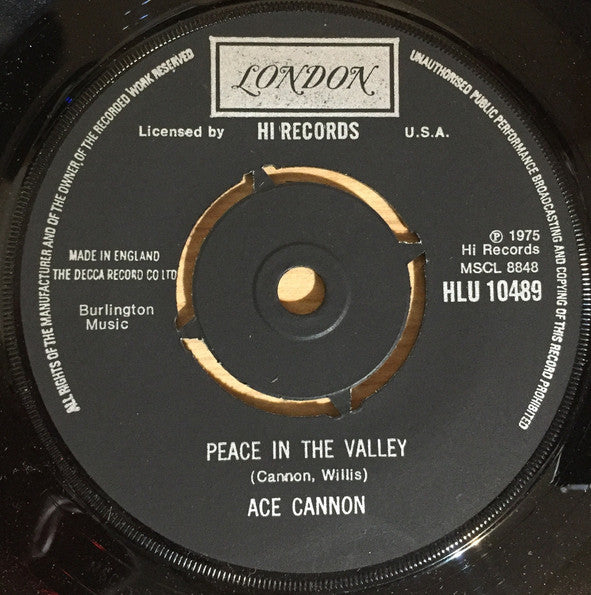 LONDON
Licensed by HI RECORDS U.S.A.
ALL RIGHTS OF THE MANUFACTURER AND OF THE OWNER OF THE RECORDED WORK RESERVED
UNAUTHORISED PUBLIC PERFORMANCE BROADCASTING AND COPYING OF THIS RECORD PROHIBITED
MADE IN ENGLAND
THE DECCA RECORD CO LTD
Burlington
Music
℗ 1975
Hi Records
MSCL 8848
HLU 10489
PEACE IN THE VALLEY
(Cannon, Willis)
ACE CANNON